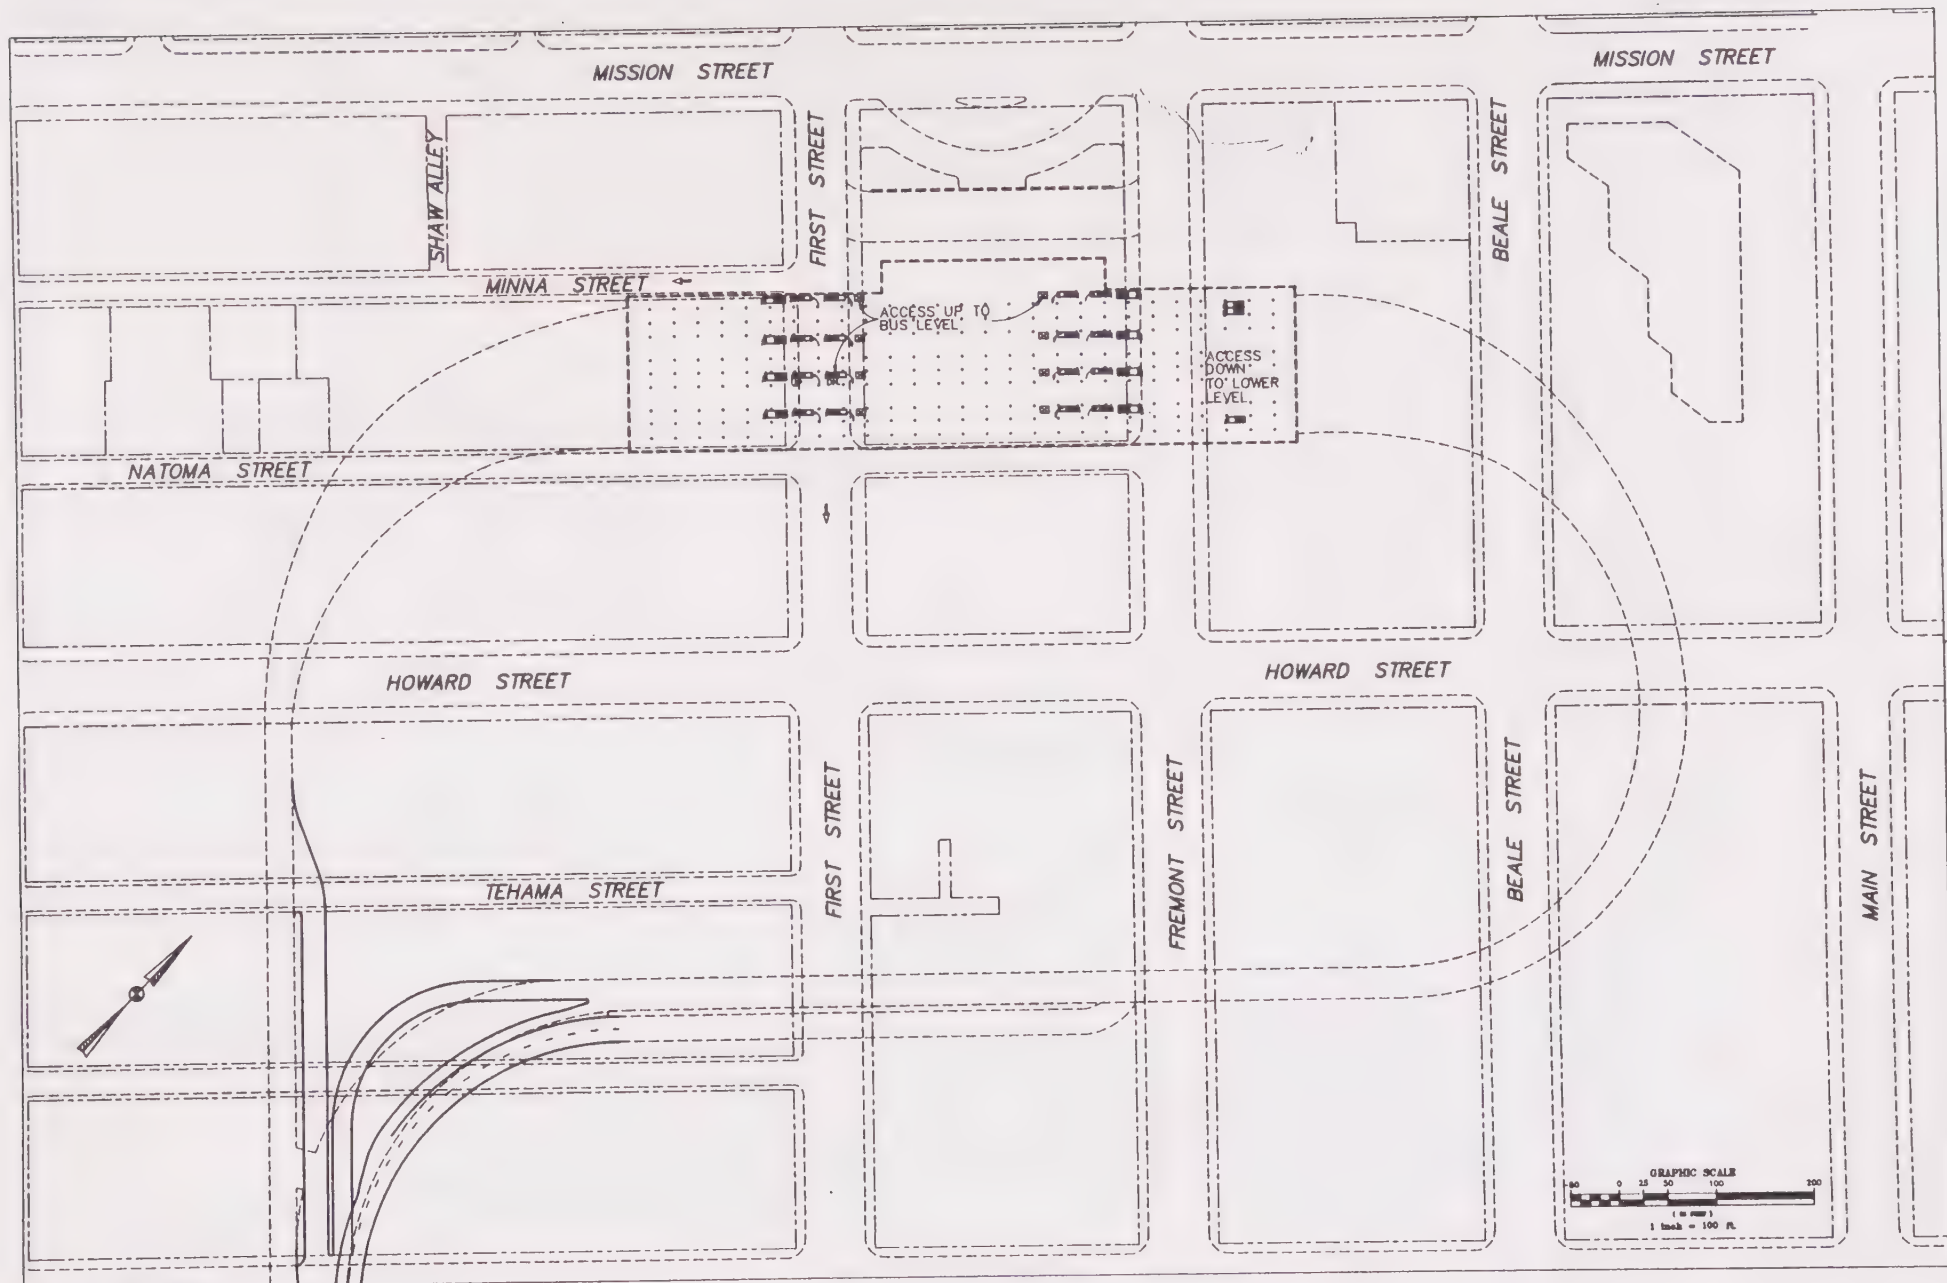 MISSION STREET
MISSION STREET
SHAW ALLEY
FIRST STREET
BEALE STREET
MINNA STREET
ACCESS UP TO
BUS LEVEL
ACCESS
DOWN
TO LOWER
LEVEL
NATOMA STREET
HOWARD STREET
HOWARD STREET
FIRST STREET
FREMONT STREET
BEALE STREET
MAIN STREET
TEHAMA STREET
GRAPHIC SCALE
0 25 50 100 200
1 inch = 100 ft.